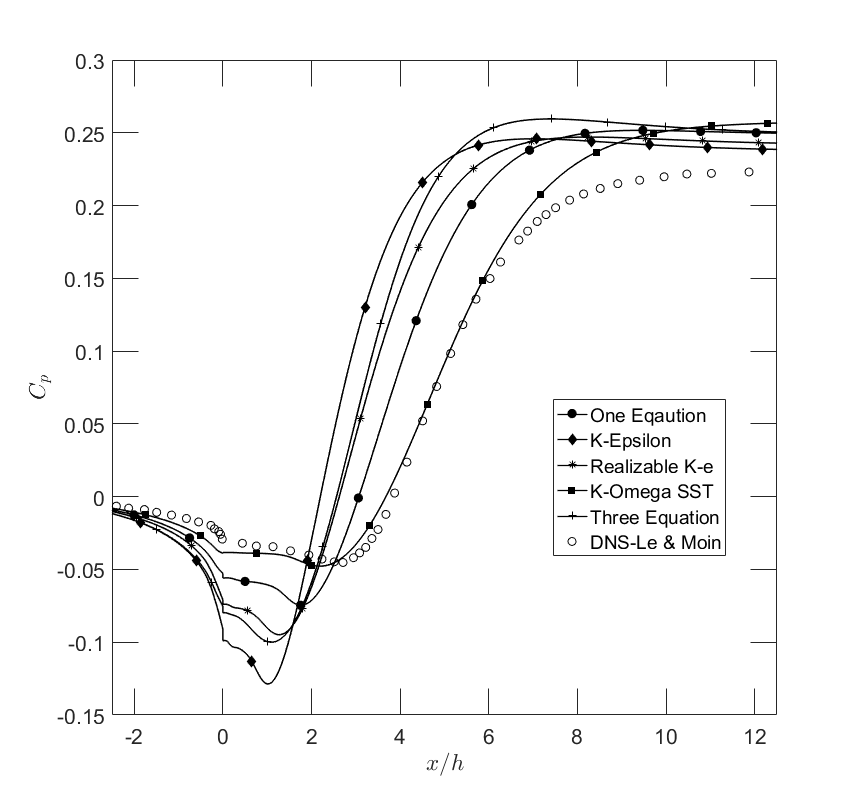 0.3
0.25
0.2
0.15
0.1
0.05
0
-0.05
-0.1
-0.15
C_p
-2 0 2 4 6 8 10 12
x/h
One Eqaution
K-Epsilon
Realizable K-e
K-Omega SST
Three Equation
DNS-Le & Moin